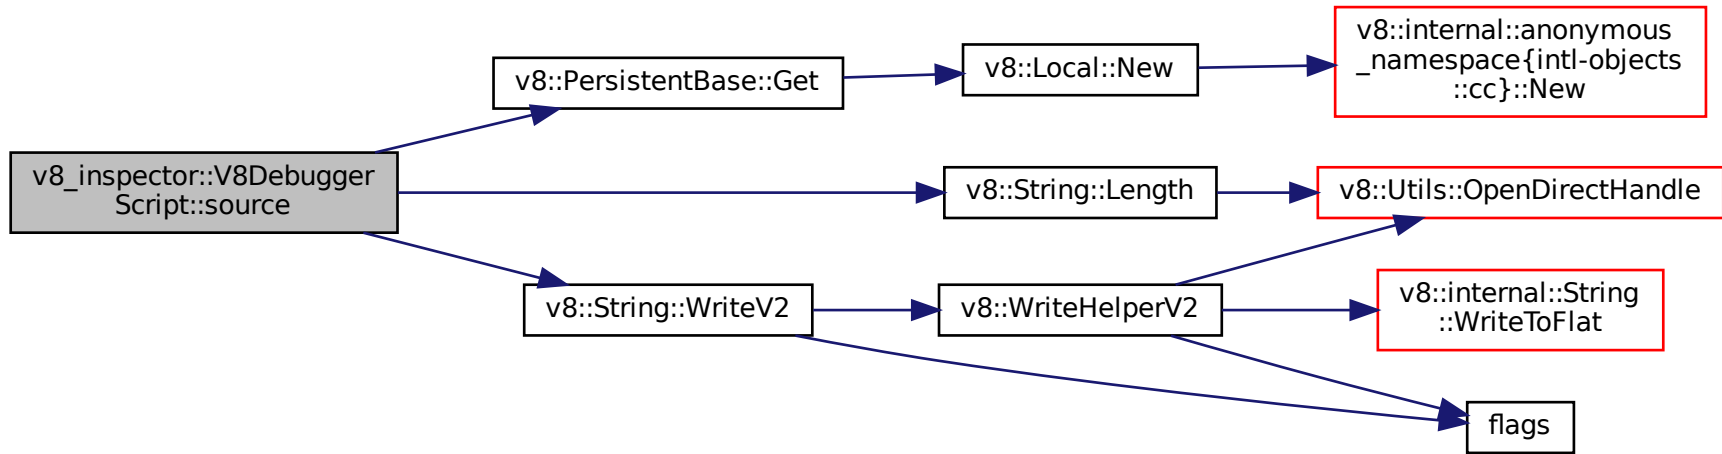 v8_inspector::V8Debugger
Script::source
v8::PersistentBase::Get
v8::Local::New
v8::internal::anonymous
_namespace{intl-objects
::cc}::New
v8::String::Length
v8::Utils::OpenDirectHandle
v8::String::WriteV2
v8::WriteHelperV2
v8::internal::String
::WriteToFlat
flags